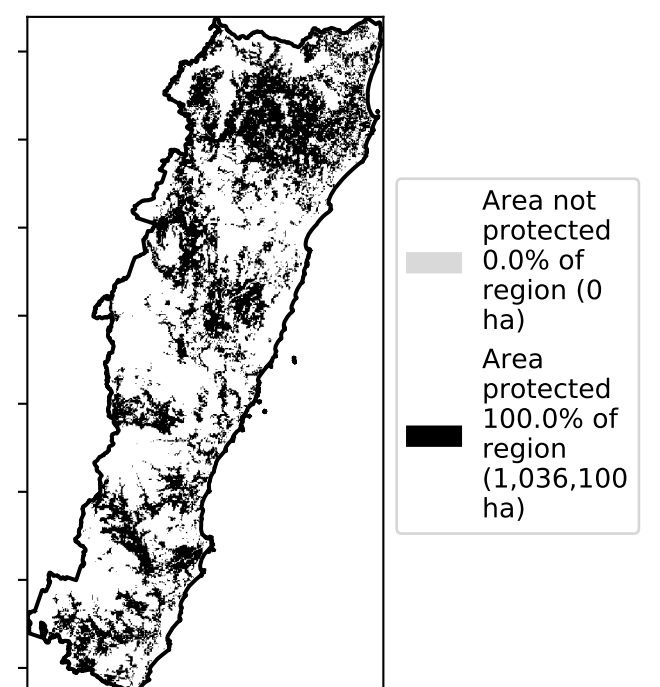 Area not
protected
0.0% of
region (0
ha)
Area
protected
100.0% of
region
(1,036,100
ha)